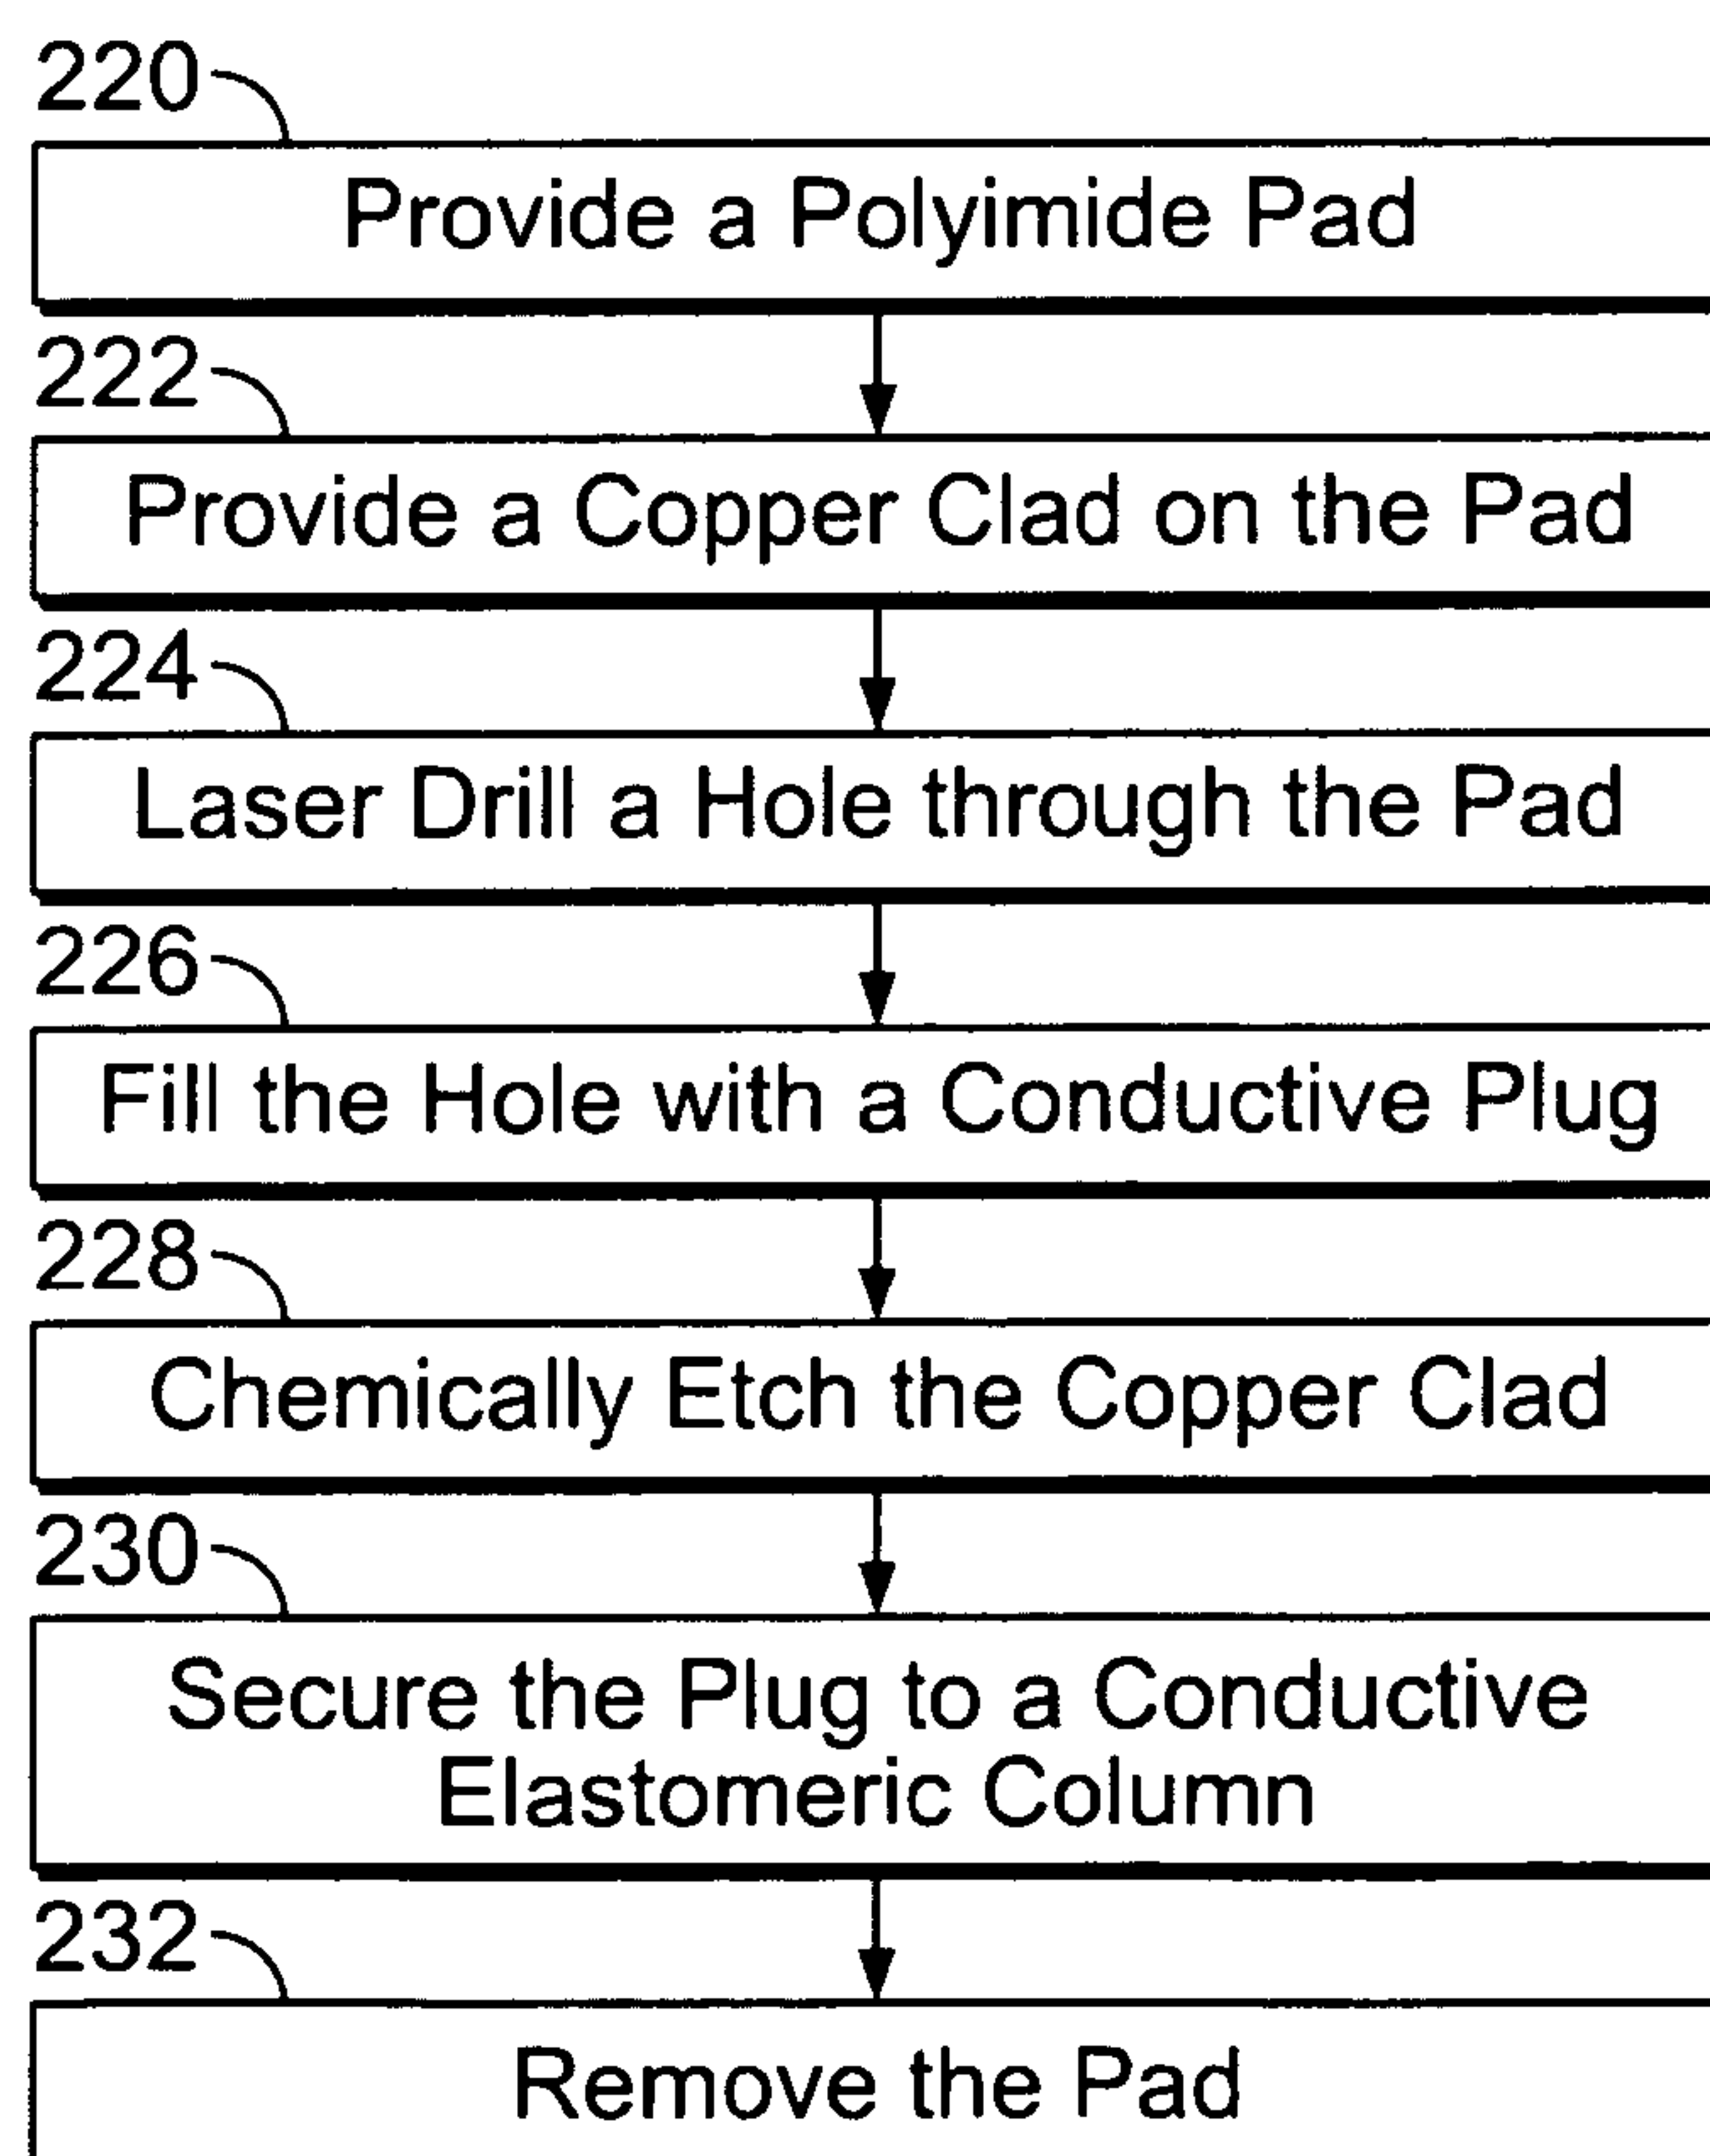 220
Provide a Polyimide Pad
222
Provide a Copper Clad on the Pad
224
Laser Drill a Hole through the Pad
226
Fill the Hole with a Conductive Plug
228
Chemically Etch the Copper Clad
230
Secure the Plug to a Conductive
Elastomeric Column
232
Remove the Pad